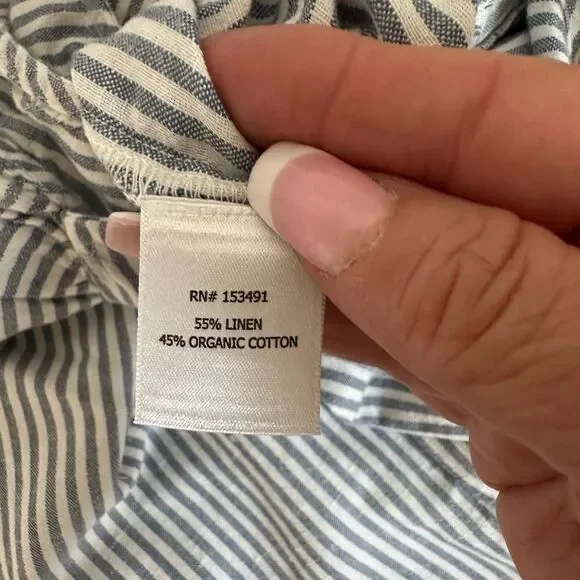 RN# 153491
55% LINEN
45% ORGANIC COTTON